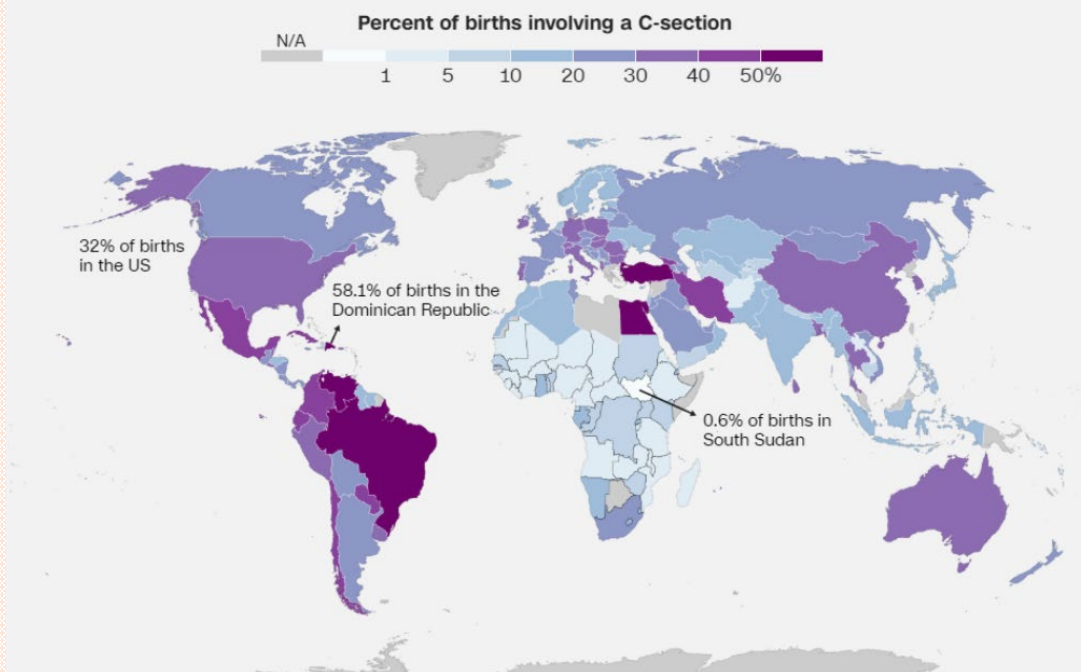 Percent of births involving a C-section
N/A
1 5 10 20 30 40 50%
32% of births
in the US
58.1% of births in the
Dominican Republic
0.6% of births in
South Sudan